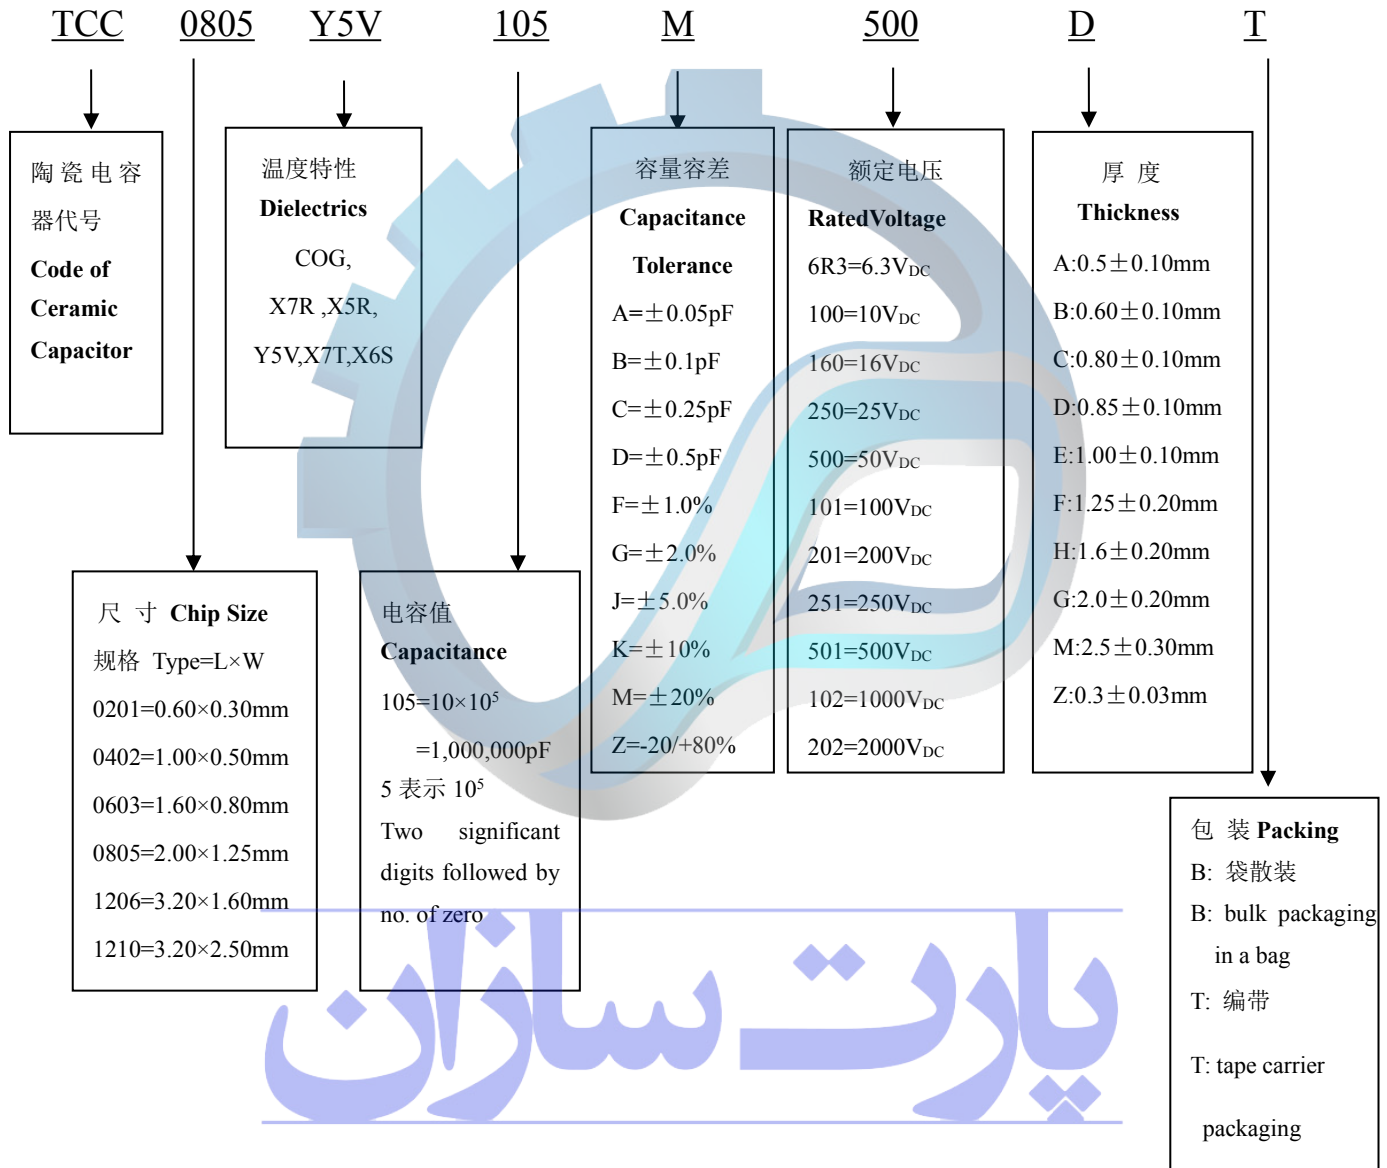 TCC 0805 Y5V 105 M 500 D T
陶瓷电容
器代号
Code of
Ceramic
Capacitor
温度特性
Dielectrics
COG,
X7R ,X5R,
Y5V,X7T,X6S
容量容差
Capacitance
Tolerance
A=±0.05pF
B=±0.1pF
C=±0.25pF
D=±0.5pF
F=±1.0%
G=±2.0%
J=±5.0%
K=±10%
M=±20%
Z=-20/+80%
额定电压
RatedVoltage
6R3=6.3VDC
100=10VDC
160=16VDC
250=25VDC
500=50VDC
101=100VDC
201=200VDC
251=250VDC
501=500VDC
102=1000VDC
202=2000VDC
厚 度
Thickness
A:0.5±0.10mm
B:0.60±0.10mm
C:0.80±0.10mm
D:0.85±0.10mm
E:1.00±0.10mm
F:1.25±0.20mm
H:1.6±0.20mm
G:2.0±0.20mm
M:2.5±0.30mm
Z:0.3±0.03mm
尺 寸 Chip Size
规格 Type=L×W
0201=0.60×0.30mm
0402=1.00×0.50mm
0603=1.60×0.80mm
0805=2.00×1.25mm
1206=3.20×1.60mm
1210=3.20×2.50mm
电容值
Capacitance
105=10×10⁵
=1,000,000pF
5 表示 10⁵
Two significant
digits followed by
no. of zero
包 装 Packing
B: 袋散装
B: bulk packaging
in a bag
T: 编带
T: tape carrier
packaging
پارت سازان